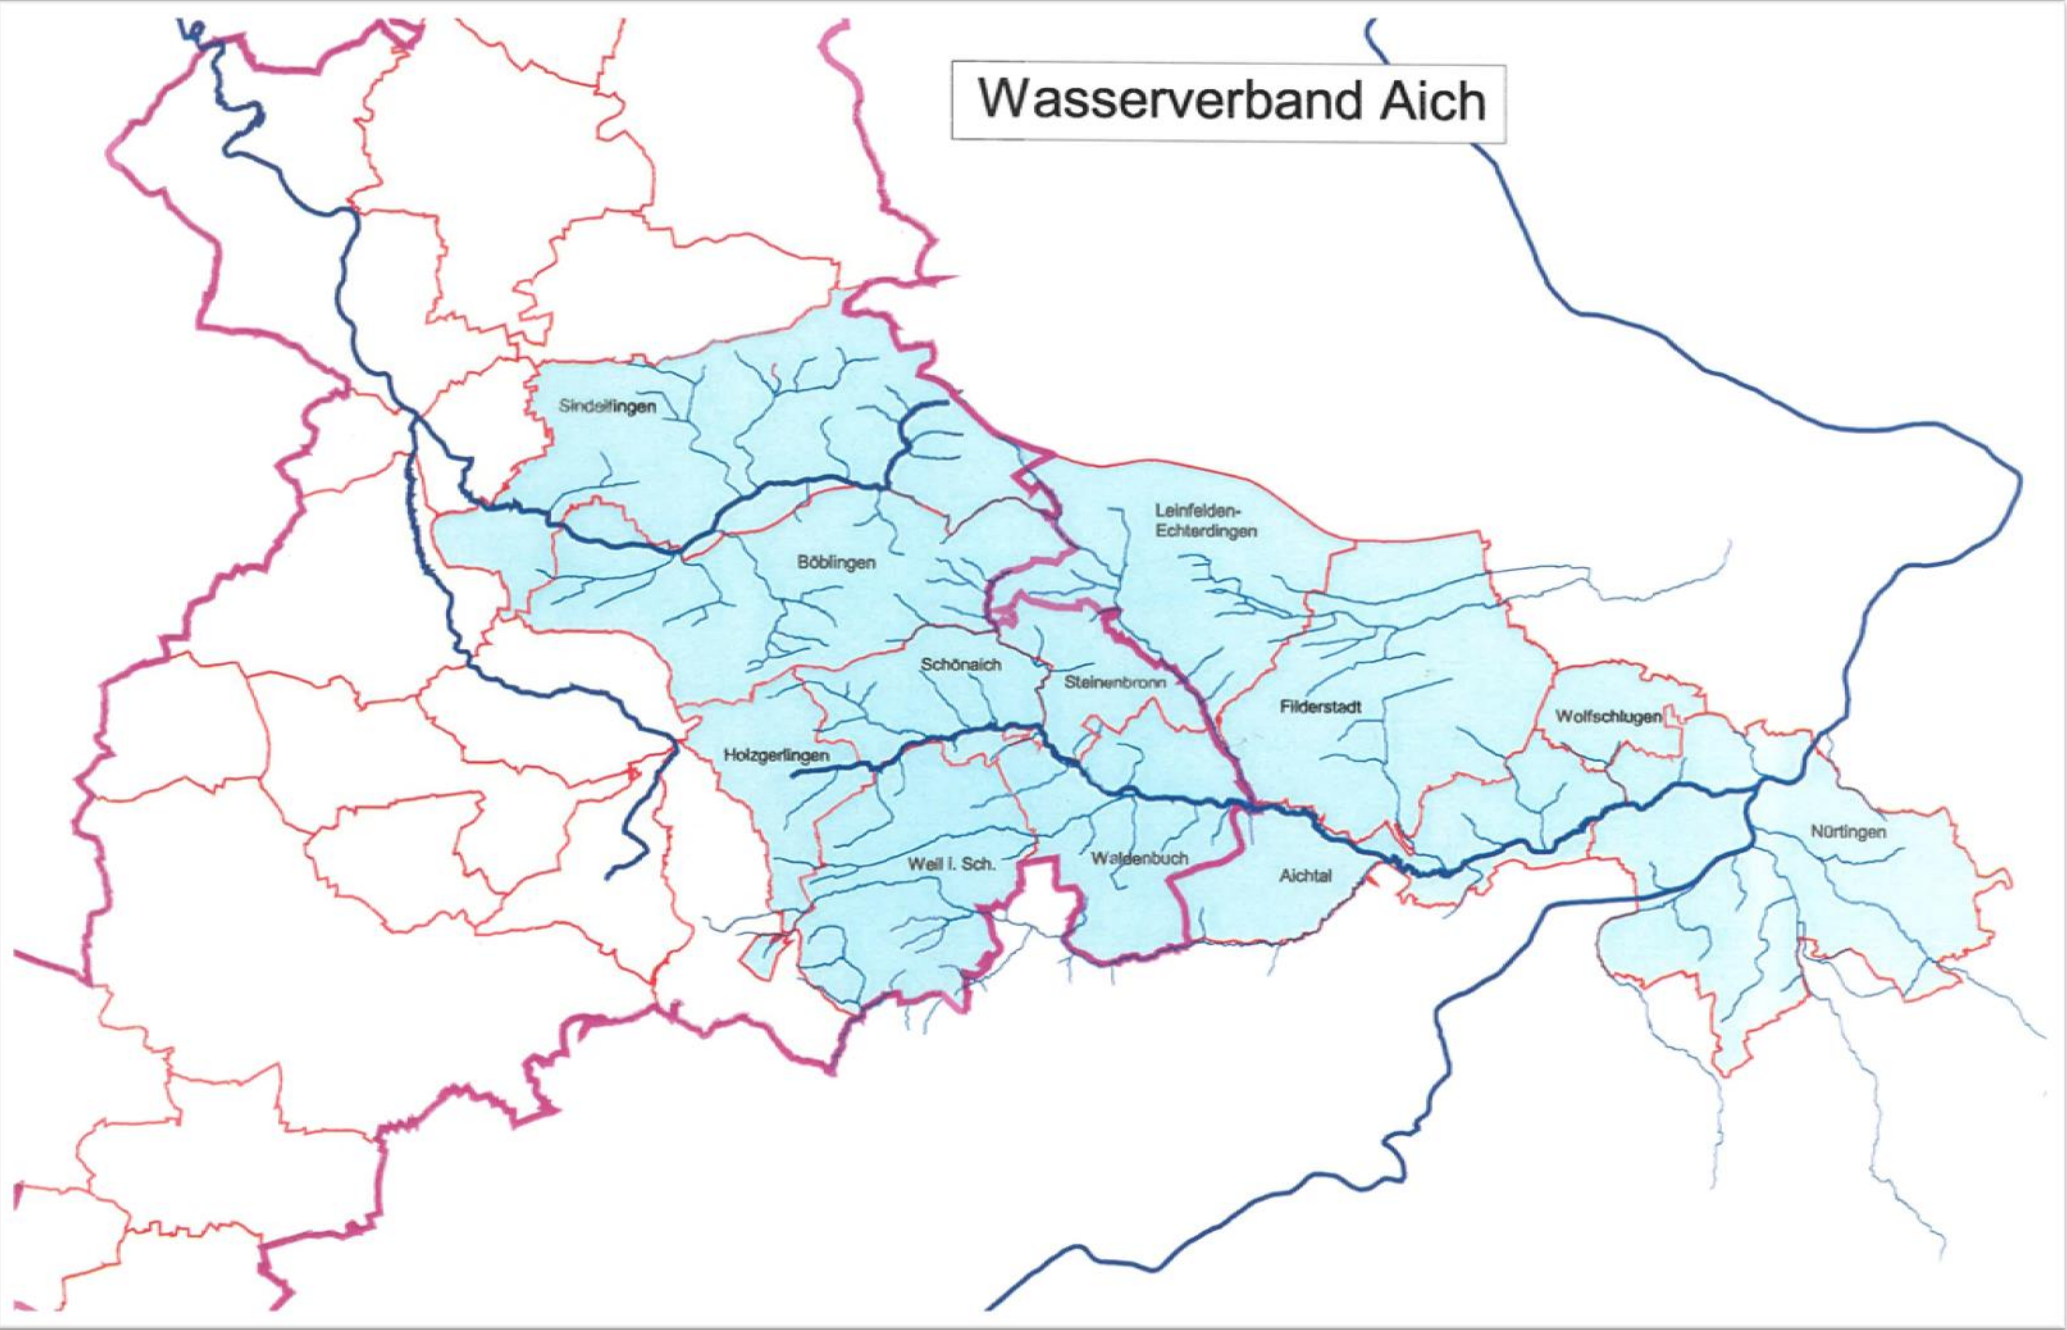 Wasserverband Aich
Sindelfingen
Leinfelden-
Echterdingen
Böblingen
Schönaich
Steinenbronn
Filderstadt
Wolfschlugen
Holzgerlingen
Nürtingen
Weil i. Sch.
Waldenbuch
Aichtal